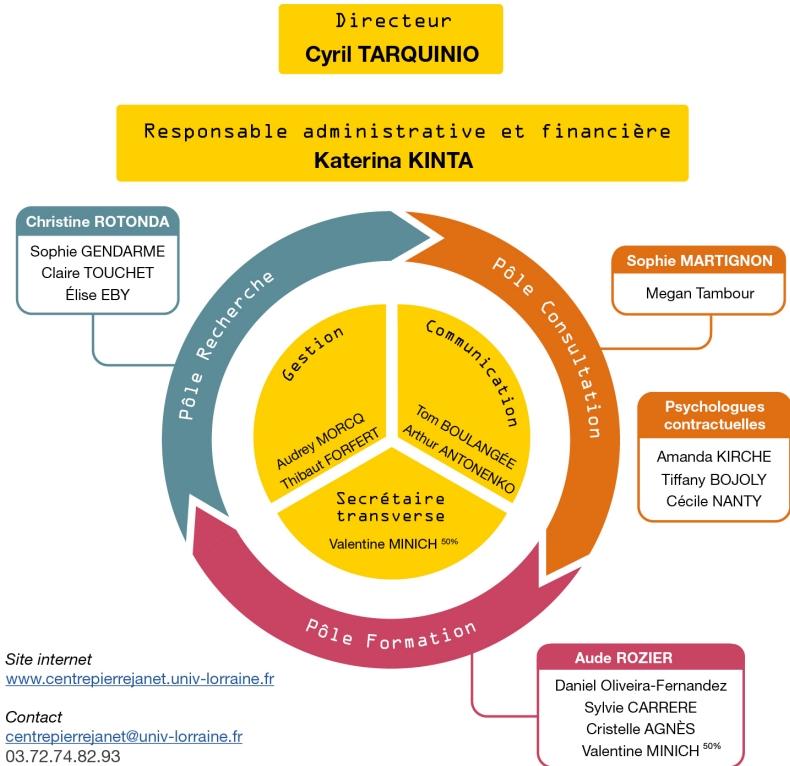 Directeur
Cyril TARQUINIO
Responsable administrative et financière
Katerina KINTA
Christine ROTONDA
Sophie GENDARME
Claire TOUCHET
Élise EBY
Pôle Recherche
Pôle Consultation
Sophie MARTIGNON
Megan Tambour
Psychologues
contractuelles
Amanda KIRCHE
Tiffany BOJOLY
Cécile NANTY
Gestion
Audrey MORCQ
Thibaut FORFERT
Communication
Tom BOULANGÉE
Arthur ANTONENKO
Secrétaire
transverse
Valentine MINICH 50%
Pôle Formation
Aude ROZIER
Daniel Oliveira-Fernandez
Sylvie CARRERE
Cristelle AGNÈS
Valentine MINICH 50%
Site internet
www.centrepierrejanet.univ-lorraine.fr
Contact
centrepierrejanet@univ-lorraine.fr
03.72.74.82.93